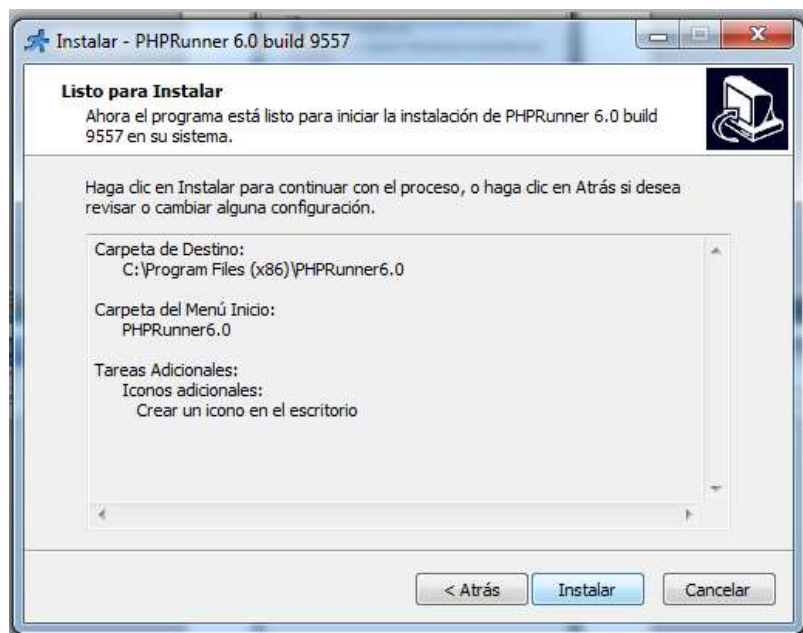 Instalar - PHPRunner 6.0 build 9557
Listo para Instalar
Ahora el programa está listo para iniciar la instalación de PHPRunner 6.0 build
9557 en su sistema.
Haga clic en Instalar para continuar con el proceso, o haga clic en Atrás si desea
revisar o cambiar alguna configuración.
Carpeta de Destino:
C:\Program Files (x86)\PHPRunner6.0
Carpeta del Menú Inicio:
PHPRunner6.0
Tareas Adicionales:
Iconos adicionales:
Crear un icono en el escritorio
< Atrás
Instalar
Cancelar